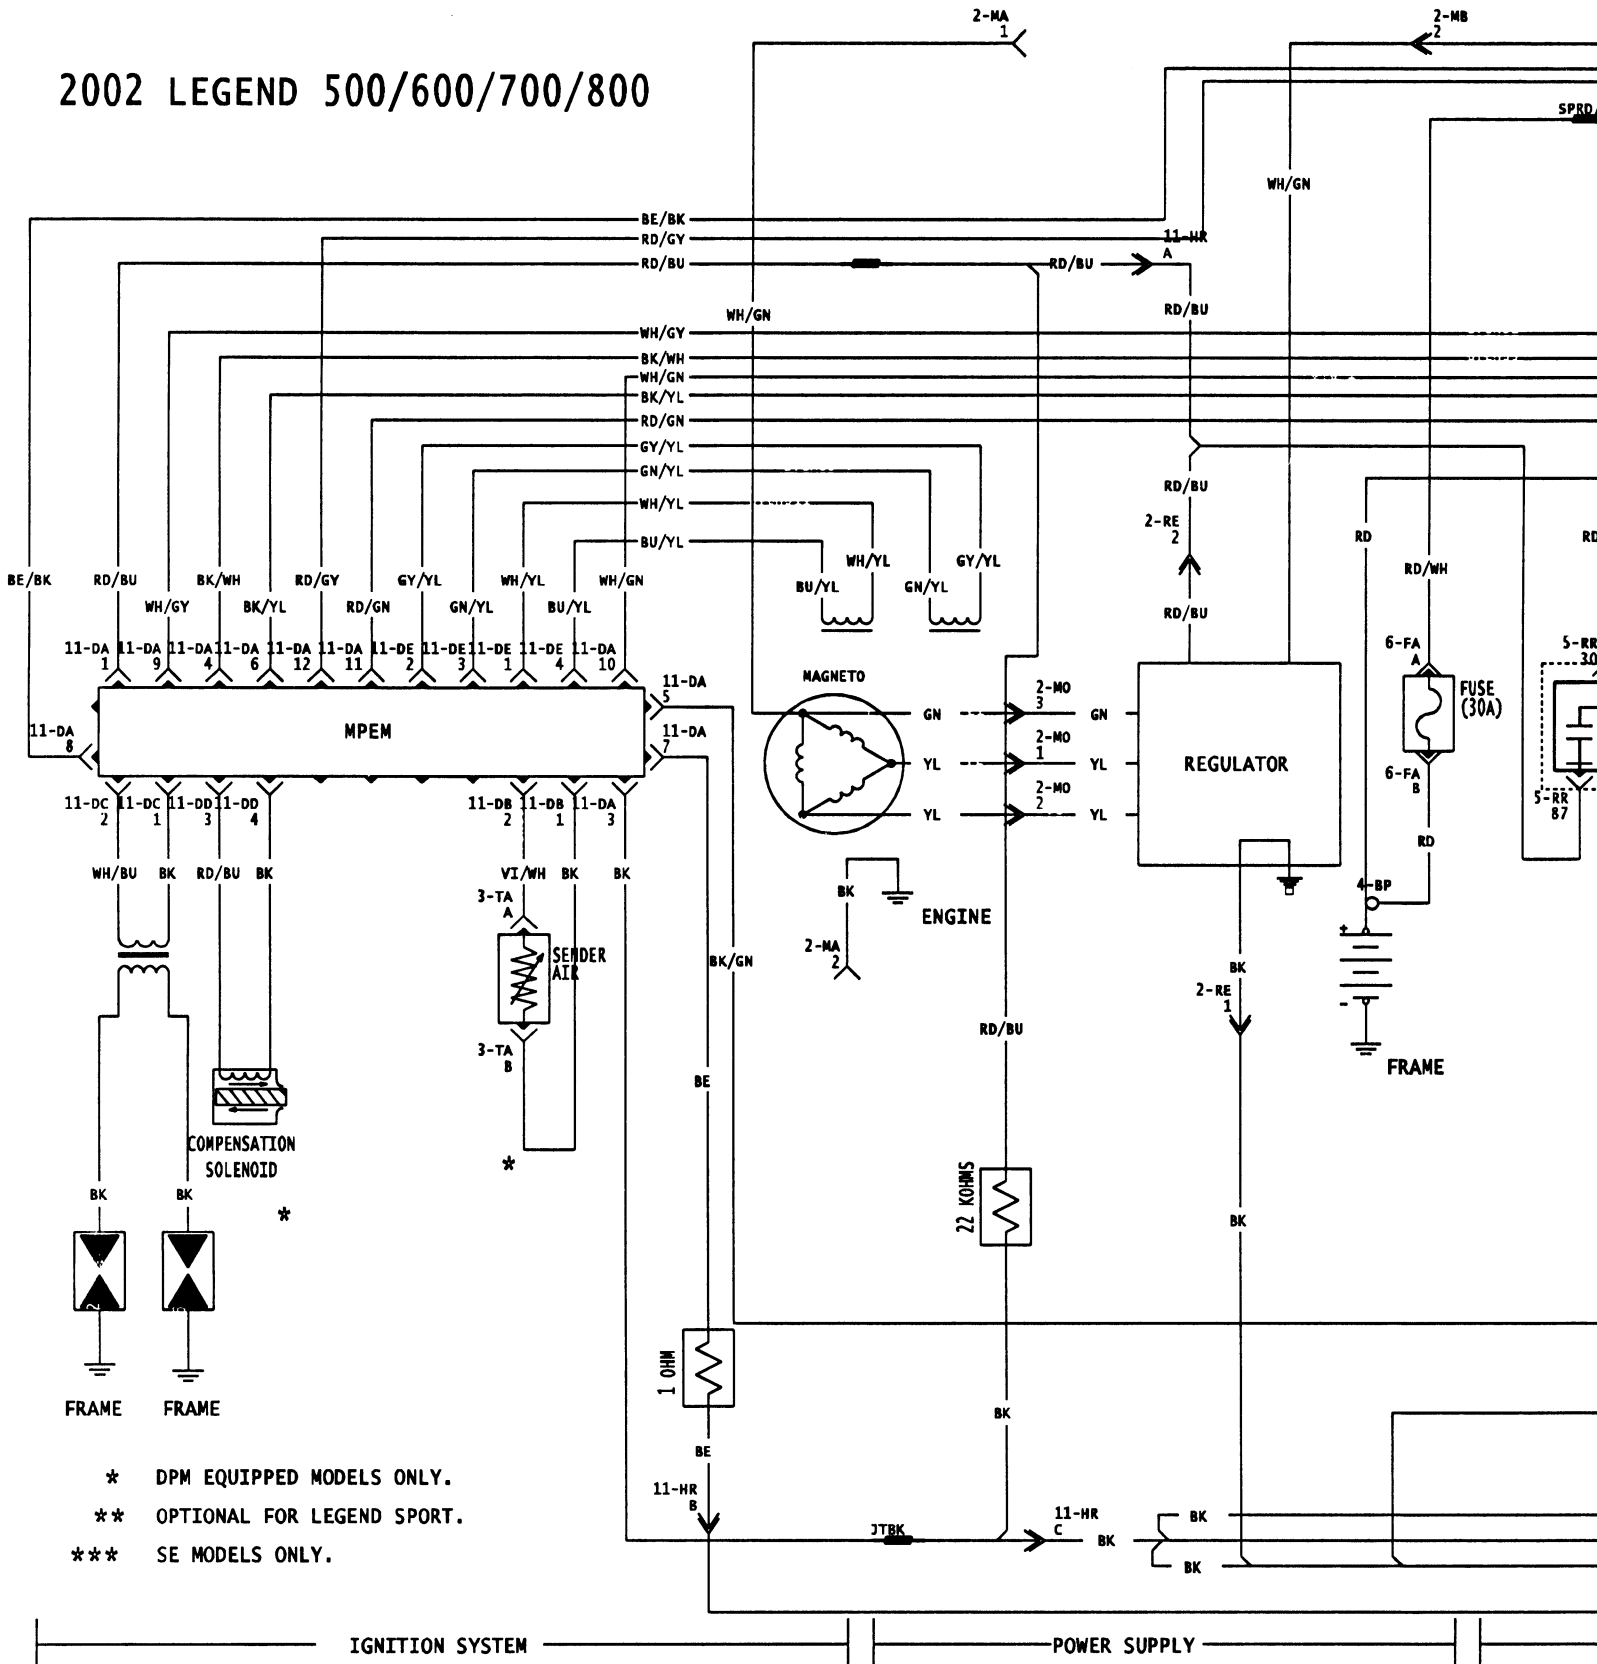 2-MA
1
2-MB
2
2002 LEGEND 500/600/700/800
SPRD/
WH/GN
BE/BK
RD/GY
11-HR
A
RD/BU
RD/BU
RD/BU
WH/GN
WH/GY
BK/WH
WH/GN
BK/YL
RD/GN
GY/YL
GN/YL
WH/YL
BU/YL
RD/BU
2-RE
2
RD
RD
WH/YL
GY/YL
BU/YL
GN/YL
RD/WH
BE/BK
RD/BU
BK/WH
RD/GY
GY/YL
WH/YL
WH/GN
WH/GY
BK/YL
RD/GN
GN/YL
BU/YL
RD/BU
11-DA
1
11-DA
9
11-DA
4
11-DA
6
11-DA
12
11-DA
11
11-DE
2
11-DE
3
11-DE
1
11-DE
4
11-DA
10
6-FA
A
5-RR
30
MAGNETO
11-DA
5
2-MO
3
FUSE
(30A)
GN
GN
11-DA
8
MPEM
11-DA
7
2-MO
1
YL
YL
REGULATOR
6-FA
B
2-MO
2
YL
YL
5-RR
87
11-DC
2
11-DC
1
11-DD
3
11-DD
4
11-DB
2
11-DB
1
11-DA
3
RD
WH/BU
BK
RD/BU
BK
VI/WH
BK
BK
3-TA
A
BK
ENGINE
4-BP
+
SENDER
AIR
2-MA
2
BK/GN
BK
2-RE
1
-
3-TA
B
RD/BU
FRAME
BE
COMPENSATION
SOLENOID
*
*
BK
BK
22 KOHMS
BK
2
1 OHM
FRAME
FRAME
BK
BE
* DPM EQUIPPED MODELS ONLY.
** OPTIONAL FOR LEGEND SPORT.
*** SE MODELS ONLY.
11-HR
B
JTBK
11-HR
C
BK
BK
BK
IGNITION SYSTEM
POWER SUPPLY